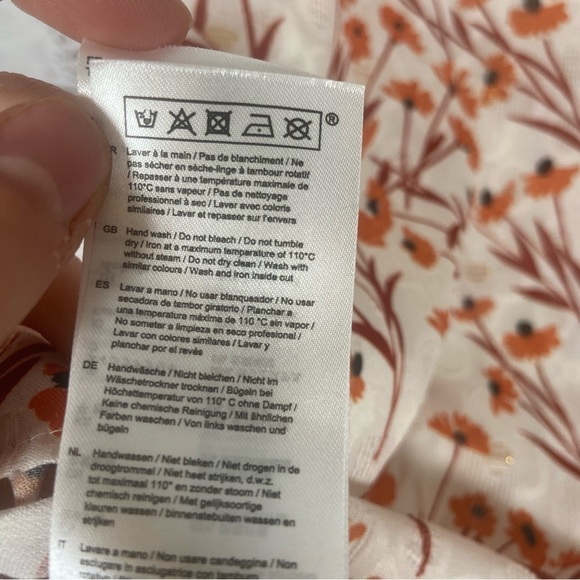 ®
FR Laver à la main / Pas de blanchiment / Ne
pas sécher en sèche-linge à tambour rotatif
/ Repasser à une température maximale de
110°C sans vapeur / Pas de nettoyage
professionnel à sec / Laver avec coloris
similaires / Laver et repasser sur l'envers
GB Hand wash / Do not bleach / Do not tumble
dry / Iron at a maximum temperature of 110°C
without steam / Do not dry clean / Wash with
similar colours / Wash and iron inside out
ES Lavar a mano / No usar blanqueador / No usar
secadora de tambor giratorio / Planchar a
una temperatura máxima de 110 °C sin vapor /
No someter a limpieza en seco profesional /
Lavar con colores similares / Lavar y
planchar por el revés
DE Handwäsche / Nicht bleichen / Nicht im
Wäschetrockner trocknen / Bügeln bei
Höchsttemperatur von 110° C ohne Dampf /
Keine chemische Reinigung / Mit ähnlichen
Farben waschen / Von links waschen und
bügeln
NL Handwassen / Niet bleken / Niet drogen in de
droogtrommel / Niet heet strijken, d.w.z.
tot maximaal 110° en zonder stoom / Niet
chemisch reinigen / Met gelijksoortige
kleuren wassen / binnenstebuiten wassen en
strijken
IT Lavare a mano / Non usare candeggina / Non
asciugare in asciugatrice con tamburo